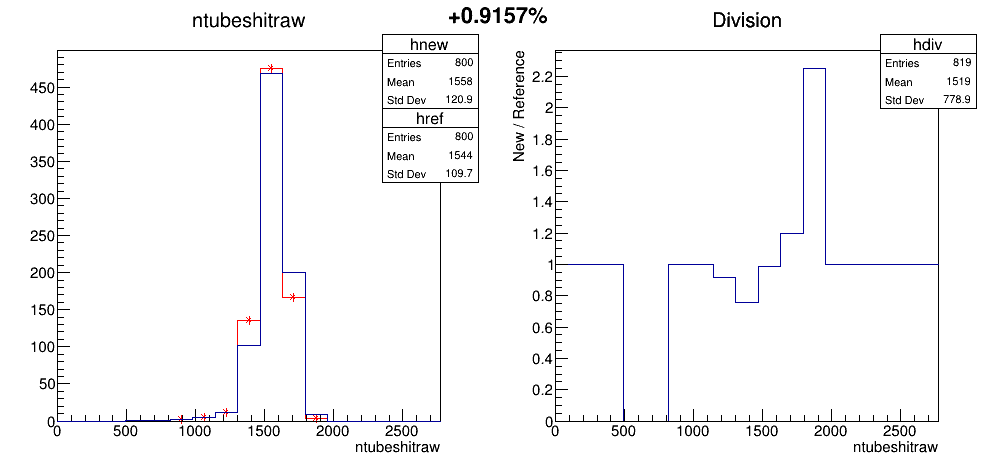 +0.9157%
ntubeshitraw
hnew
Entries 800
Mean 1558
Std Dev 120.9
href
Entries 800
Mean 1544
Std Dev 109.7
450
400
350
300
250
200
150
100
50
0
0 500 1000 1500 2000 2500
ntubeshitraw
Division
hdiv
Entries 819
Mean 1519
Std Dev 778.9
New / Reference
2.2
2
1.8
1.6
1.4
1.2
1
0.8
0.6
0.4
0.2
0
0 500 1000 1500 2000 2500
ntubeshitraw